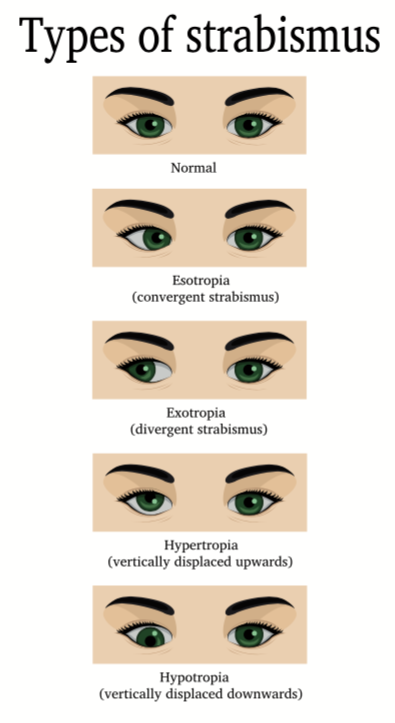 Types of strabismus
Normal
Esotropia
(convergent strabismus)
Exotropia
(divergent strabismus)
Hypertropia
(vertically displaced upwards)
Hypotropia
(vertically displaced downwards)